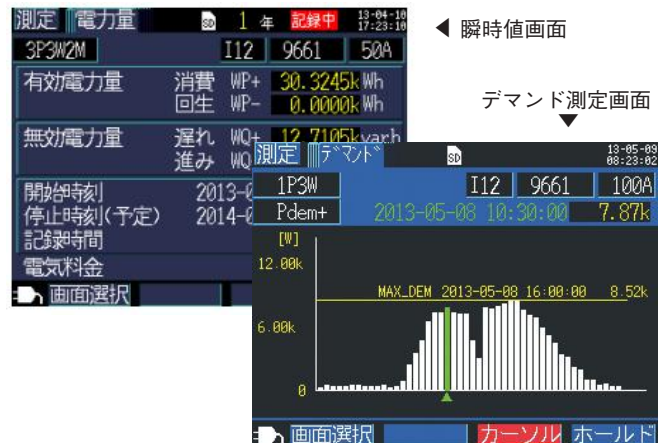 測定 電力量 SD 1 年 記録中 13-04-10 17:23:10
3P3W2M I12 9661 50A
有効電力量 消費 WP+ 30.3245kWh
回生 WP- 0.0000kWh
無効電力量 遅れ WQ+ 12.7105kvarh
進み WQ
開始時刻 2013-0
停止時刻(予定) 2014-0
記録時間
電気料金
画面選択
◀ 瞬時値画面
デマンド測定画面
▼
測定 デマンド SD 13-05-09 08:23:02
1P3W I12 9661 100A
Pdem+ 2013-05-08 10:30:00 7.87k
[W]
12.00k
MAX_DEM 2013-05-08 16:00:00 8.52k
6.00k
0
画面選択 カーソル ホールド